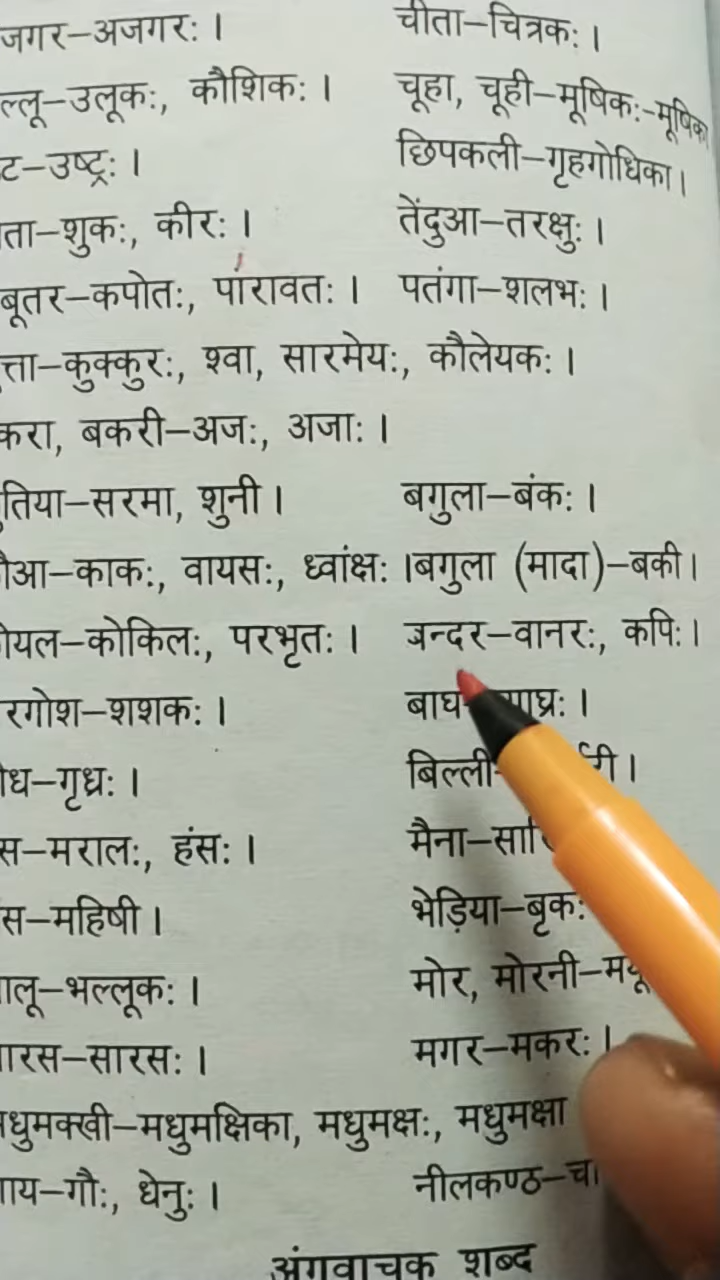 जगर–अजगरः । चीता–चित्रकः ।
ल्लू–उलूकः, कौशिकः । चूहा, चूही–मूषिकः-मूषिका
ट–उष्ट्रः । छिपकली–गृहगोधिका ।
ता–शुकः, कीरः । तेंदुआ–तरक्षुः ।
बूतर–कपोतः, पारावतः । पतंगा–शलभः ।
त्ता–कुक्कुरः, श्वा, सारमेयः, कौलेयकः ।
करा, बकरी–अजः, अजाः ।
तिया–सरमा, शुनी । बगुला–बंकः ।
ौआ–काकः, वायसः, ध्वांक्षः । बगुला (मादा)–बकी ।
ोयल–कोकिलः, परभृतः । बन्दर–वानरः, कपिः ।
रगोश–शशकः । बाघ याघ्रः ।
ीध–गृध्रः । बिल्ली– री ।
स–मरालः, हंसः । मैना–सारि
स–महिषी । भेड़िया–बृकः
ालू–भल्लूकः । मोर, मोरनी–मयू
ारस–सारसः । मगर–मकरः ।
मधुमक्खी–मधुमक्षिका, मधुमक्षः, मधुमक्षा
ाय–गौः, धेनुः । नीलकण्ठ–चा
अंगवाचक शब्द